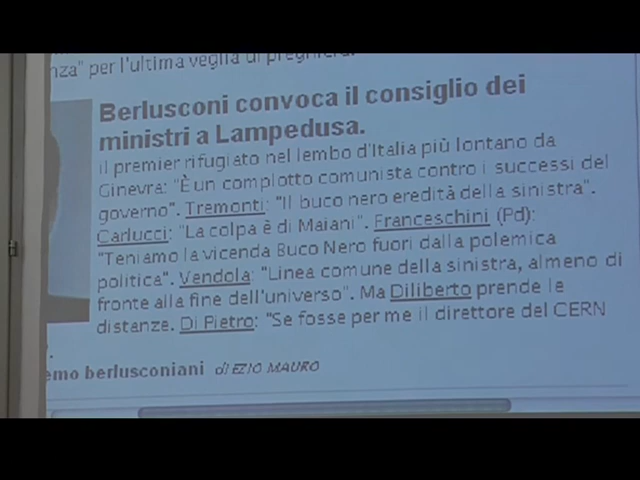 nza" per l'ultima veglia di preghiera.
Berlusconi convoca il consiglio dei
ministri a Lampedusa.
il premier rifugiato nel lembo d'Italia più lontano da
Ginevra: "È un complotto comunista contro i successi del
governo". Tremonti: "Il buco nero eredità della sinistra".
Carlucci: "La colpa è di Maiani". Franceschini (Pd):
"Teniamo la vicenda Buco Nero fuori dalla polemica
politica". Vendola: "Linea comune della sinistra, almeno di
fronte alla fine dell'universo". Ma Diliberto prende le
distanze. Di Pietro: "Se fosse per me il direttore del CERN
emo berlusconiani di EZIO MAURO